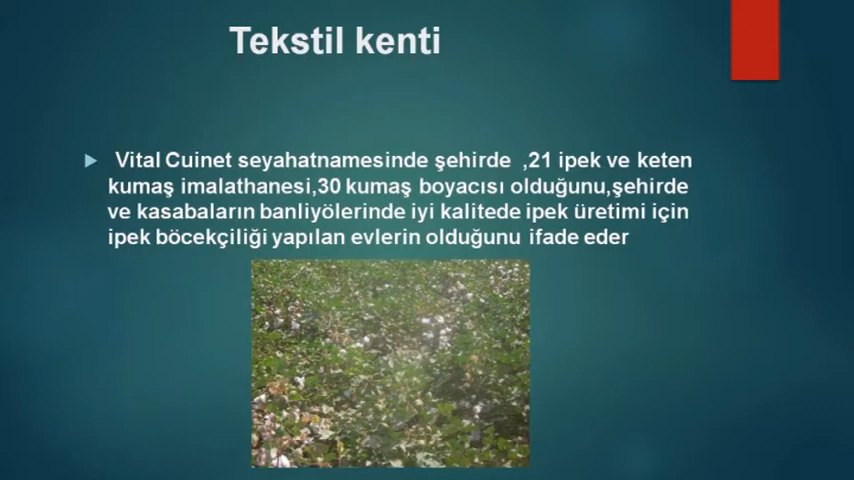 Tekstil kenti
Vital Cuinet seyahatnamesinde şehirde ,21 ipek ve keten
kumaş imalathanesi,30 kumaş boyacısı olduğunu,şehirde
ve kasabaların banliyölerinde iyi kalitede ipek üretimi için
ipek böcekçiliği yapılan evlerin olduğunu ifade eder